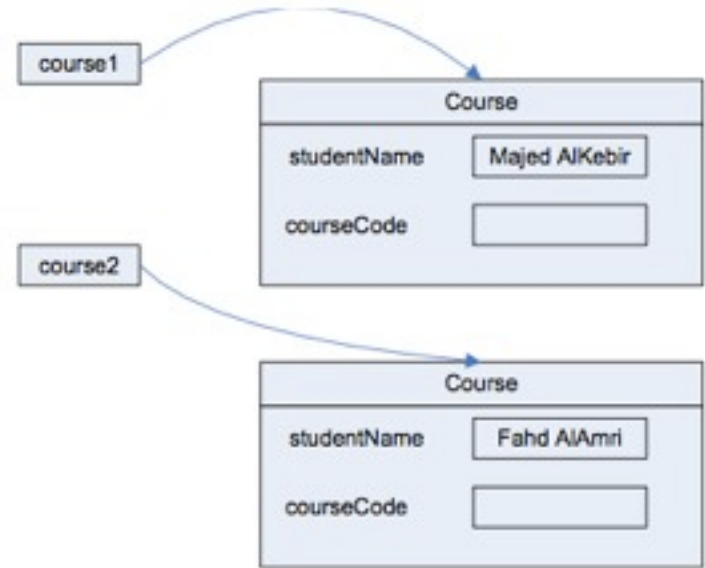 course1
Course
studentName Majed AlKebir
courseCode
course2
Course
studentName Fahd AlAmri
courseCode